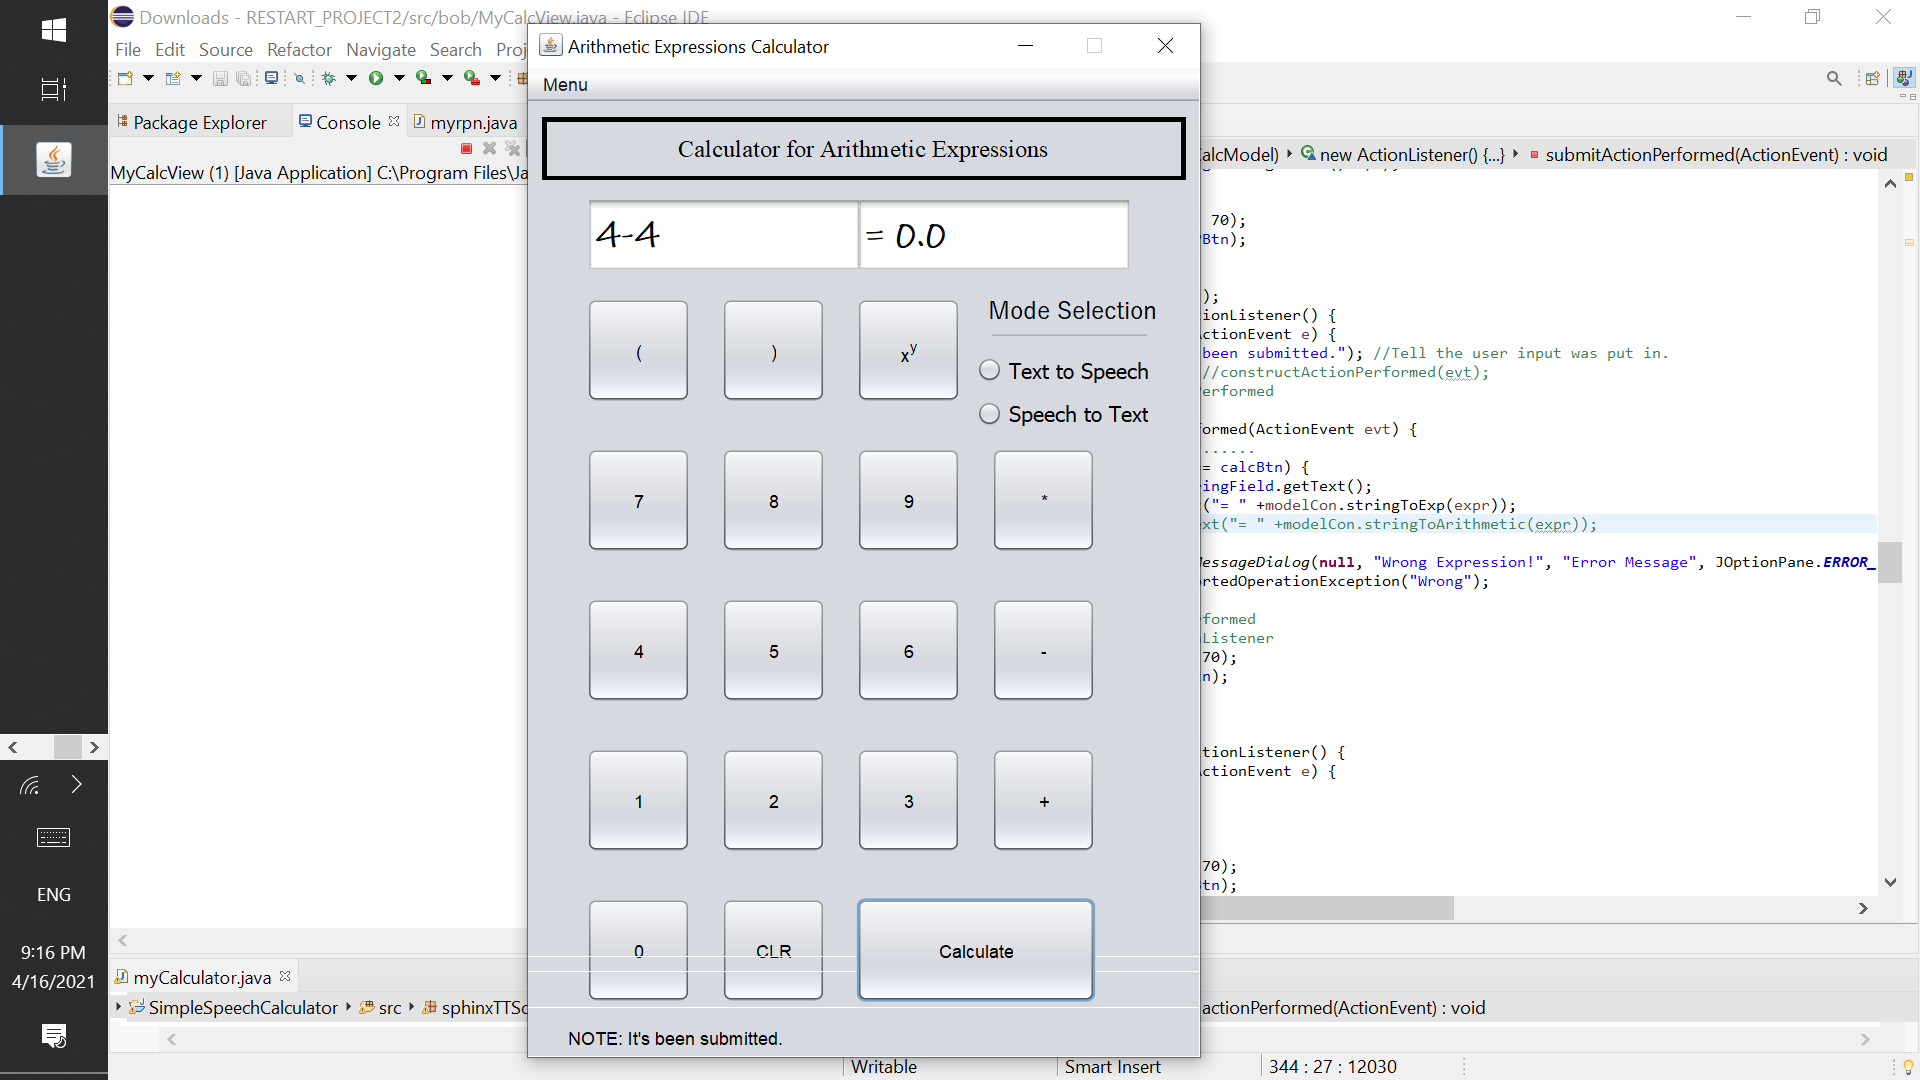 Downloads - RESTART_PROJECT2/src/bob/MyCalcView.java - Eclipse IDE
File Edit Source Refactor Navigate Search Proj
Package Explorer
Console
myrpn.java
MyCalcView (1) [Java Application] C:\Program Files\Ja
Arithmetic Expressions Calculator
Menu
Calculator for Arithmetic Expressions
4-4
= 0.0
( ) xy
Mode Selection
Text to Speech
Speech to Text
7 8 9 *
4 5 6 -
1 2 3 +
0 CLR Calculate
NOTE: It's been submitted.
alcModel) new ActionListener() {...} submitActionPerformed(ActionEvent) : void
70);
Btn);
);
ionListener() {
ctionEvent e) {
been submitted."); //Tell the user input was put in.
//constructActionPerformed(evt);
erformed
ormed(ActionEvent evt) {
......
= calcBtn) {
ingField.getText();
("= " +modelCon.stringToExp(expr));
xt("= " +modelCon.stringToArithmetic(expr));
essageDialog(null, "Wrong Expression!", "Error Message", JOptionPane.ERROR_
rtedOperationException("Wrong");
formed
Listener
70);
n);
tionListener() {
ctionEvent e) {
70);
tn);
myCalculator.java
SimpleSpeechCalculator src sphinxTTSc
actionPerformed(ActionEvent) : void
Writable
Smart Insert
344 : 27 : 12030
ENG
9:16 PM
4/16/2021